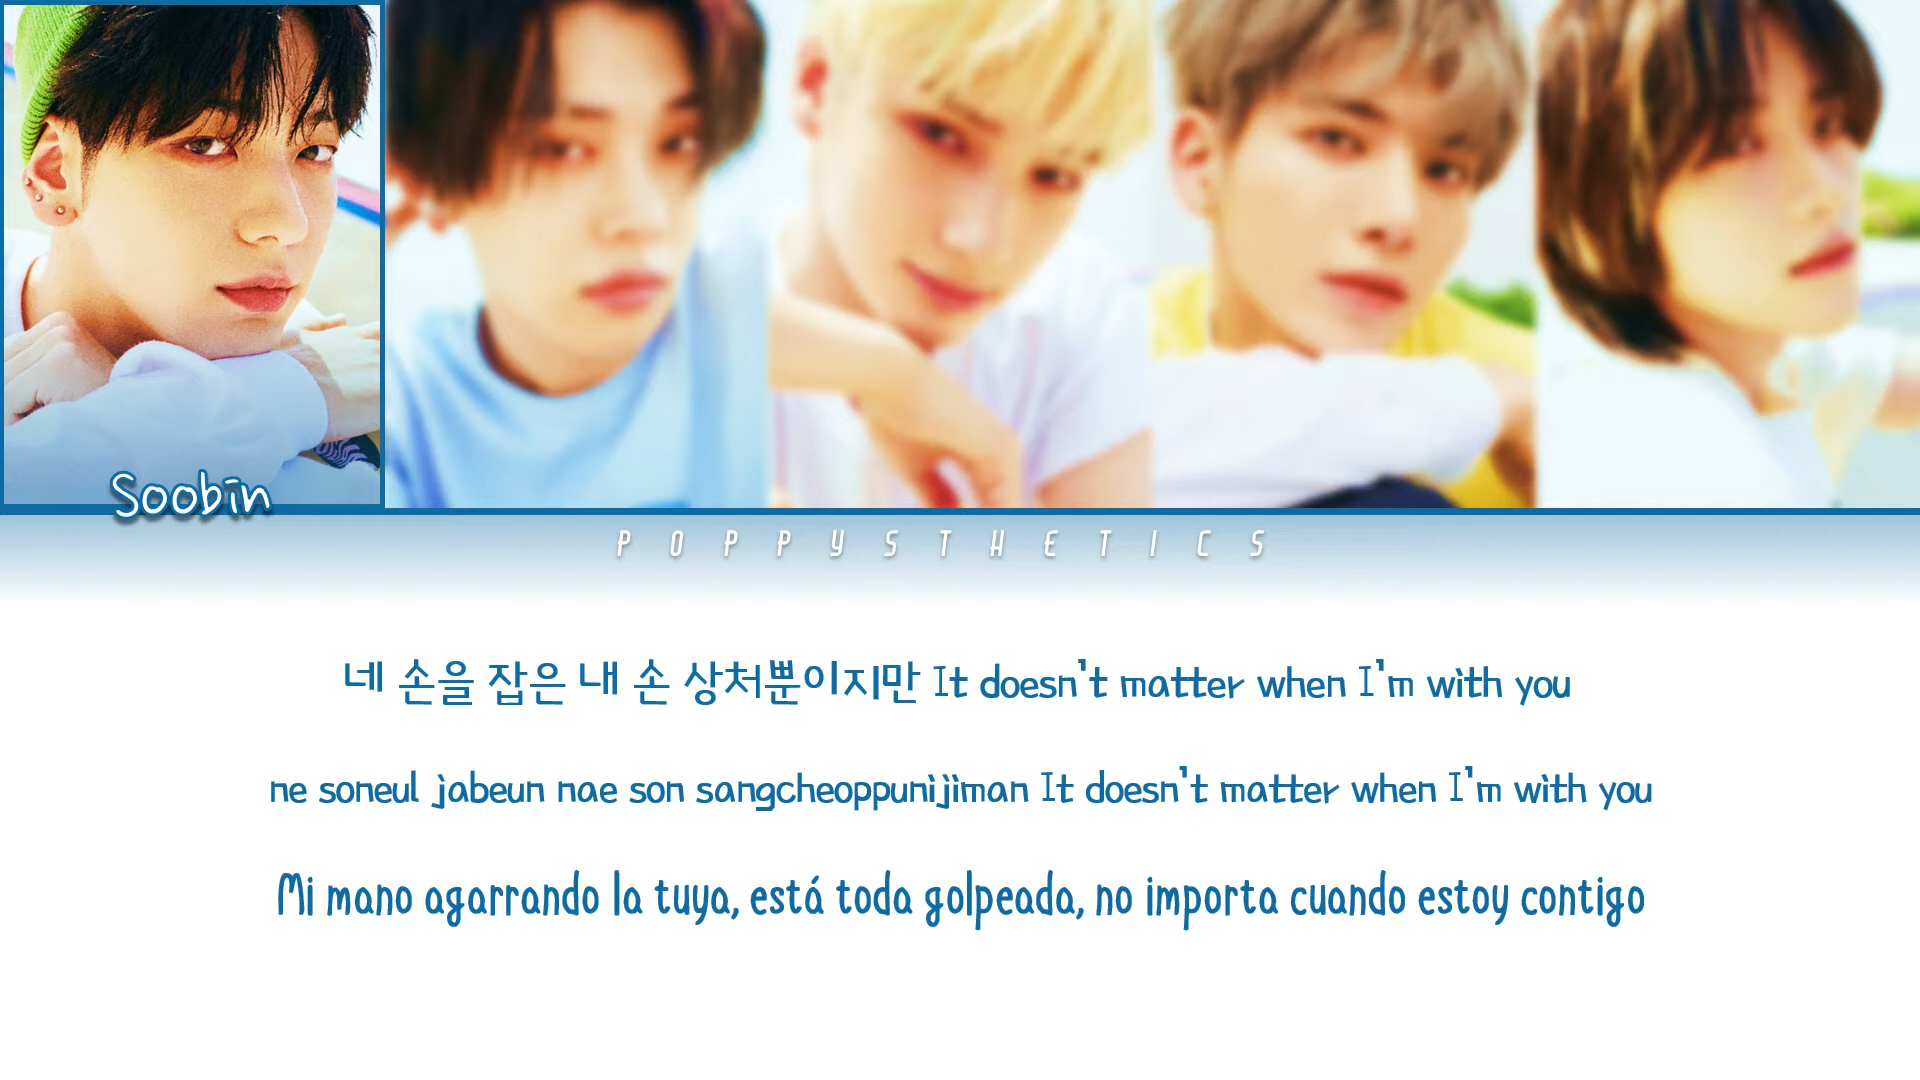 Soobin
POPPYSTHETICS
네 손을 잡은 내 손 상처뿐이지만 It doesn't matter when I'm with you
ne soneul jabeun nae son sangcheoppunijiman It doesn't matter when I'm with you
Mi mano agarrando la tuya, está toda golpeada, no importa cuando estoy contigo